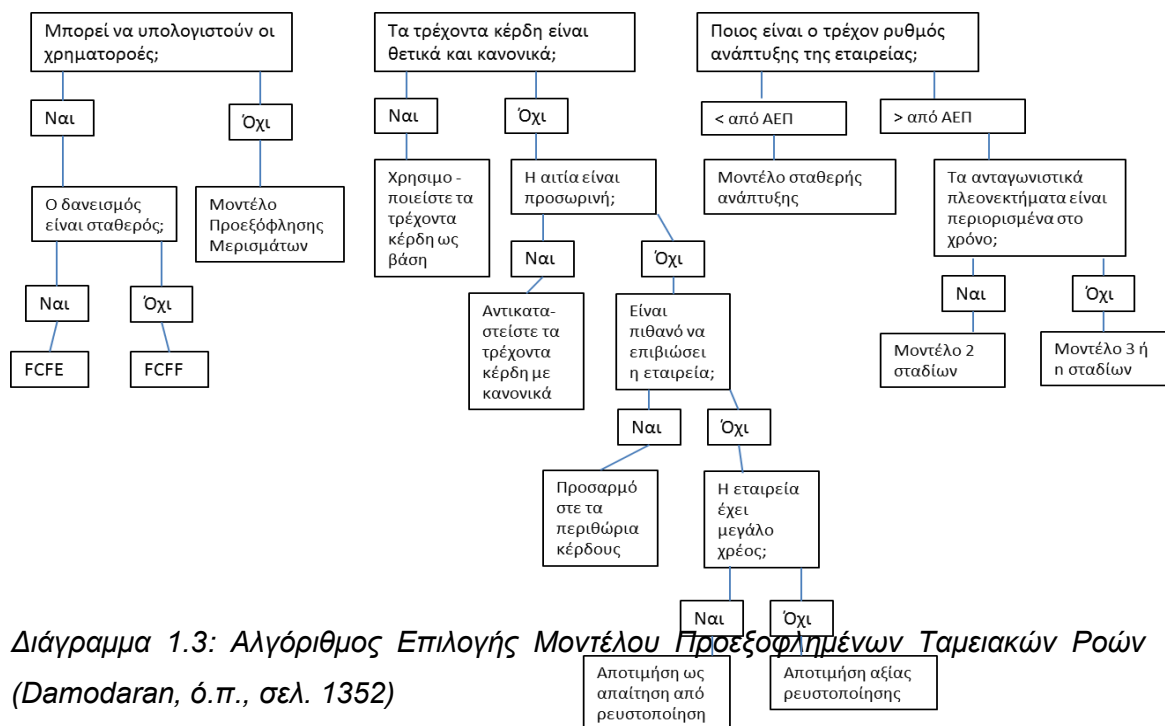 Μπορεί να υπολογιστούν οι
χρηματοροές;
Ναι
Όχι
Ο δανεισμός
είναι σταθερός;
Μοντέλο
Προεξόφλησης
Μερισμάτων
Ναι
Όχι
FCFE
FCFF
Τα τρέχοντα κέρδη είναι
θετικά και κανονικά;
Ναι
Όχι
Χρησιμο -
ποιείστε τα
τρέχοντα
κέρδη ως
βάση
Η αιτία είναι
προσωρινή;
Ναι
Όχι
Αντικατα-
στείστε τα
τρέχοντα
κέρδη με
κανονικά
Είναι
πιθανό να
επιβιώσει
η εταιρεία;
Ναι
Όχι
Προσαρμό
στε τα
περιθώρια
κέρδους
Η εταιρεία
έχει
μεγάλο
χρέος;
Ναι
Όχι
Αποτιμήση ως
απαίτηση από
ρευστοποίηση
Αποτιμήση αξίας
ρευστοποίησης
Ποιος είναι ο τρέχον ρυθμός
ανάπτυξης της εταιρείας;
< από ΑΕΠ
> από ΑΕΠ
Μοντέλο σταθερής
ανάπτυξης
Τα ανταγωνιστικά
πλεονεκτήματα είναι
περιορισμένα στο
χρόνο;
Ναι
Όχι
Μοντέλο 2
σταδίων
Μοντέλο 3 ή
n σταδίων
Διάγραμμα 1.3: Αλγόριθμος Επιλογής Μοντέλου Προεξοφλημένων Ταμειακών Ροών
(Damodaran, ό.π., σελ. 1352)